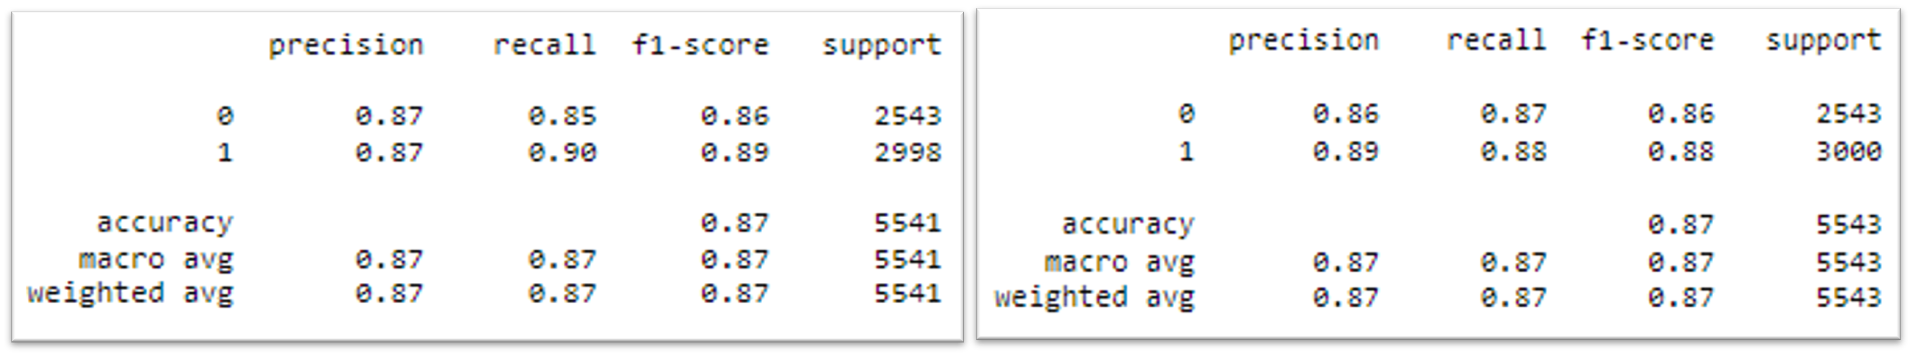 precision recall f1-score support
0 0.87 0.85 0.86 2543
1 0.87 0.90 0.89 2998
accuracy 0.87 5541
macro avg 0.87 0.87 0.87 5541
weighted avg 0.87 0.87 0.87 5541
precision recall f1-score support
0 0.86 0.87 0.86 2543
1 0.89 0.88 0.88 3000
accuracy 0.87 5543
macro avg 0.87 0.87 0.87 5543
weighted avg 0.87 0.87 0.87 5543